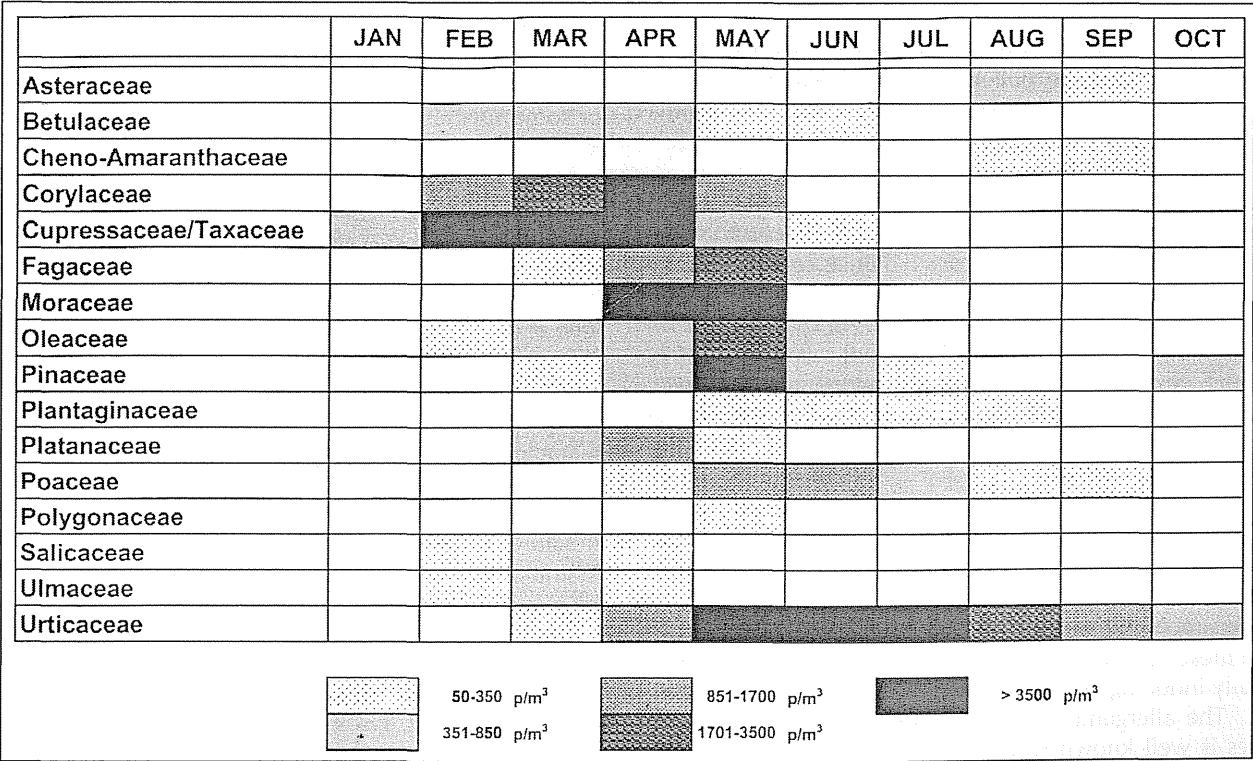 JAN FEB MAR APR MAY JUN JUL AUG SEP OCT
Asteraceae
Betulaceae
Cheno-Amaranthaceae
Corylaceae
Cupressaceae/Taxaceae
Fagaceae
Moraceae
Oleaceae
Pinaceae
Plantaginaceae
Platanaceae
Poaceae
Polygonaceae
Salicaceae
Ulmaceae
Urticaceae
50-350 p/m³ 851-1700 p/m³ > 3500 p/m³
351-850 p/m³ 1701-3500 p/m³